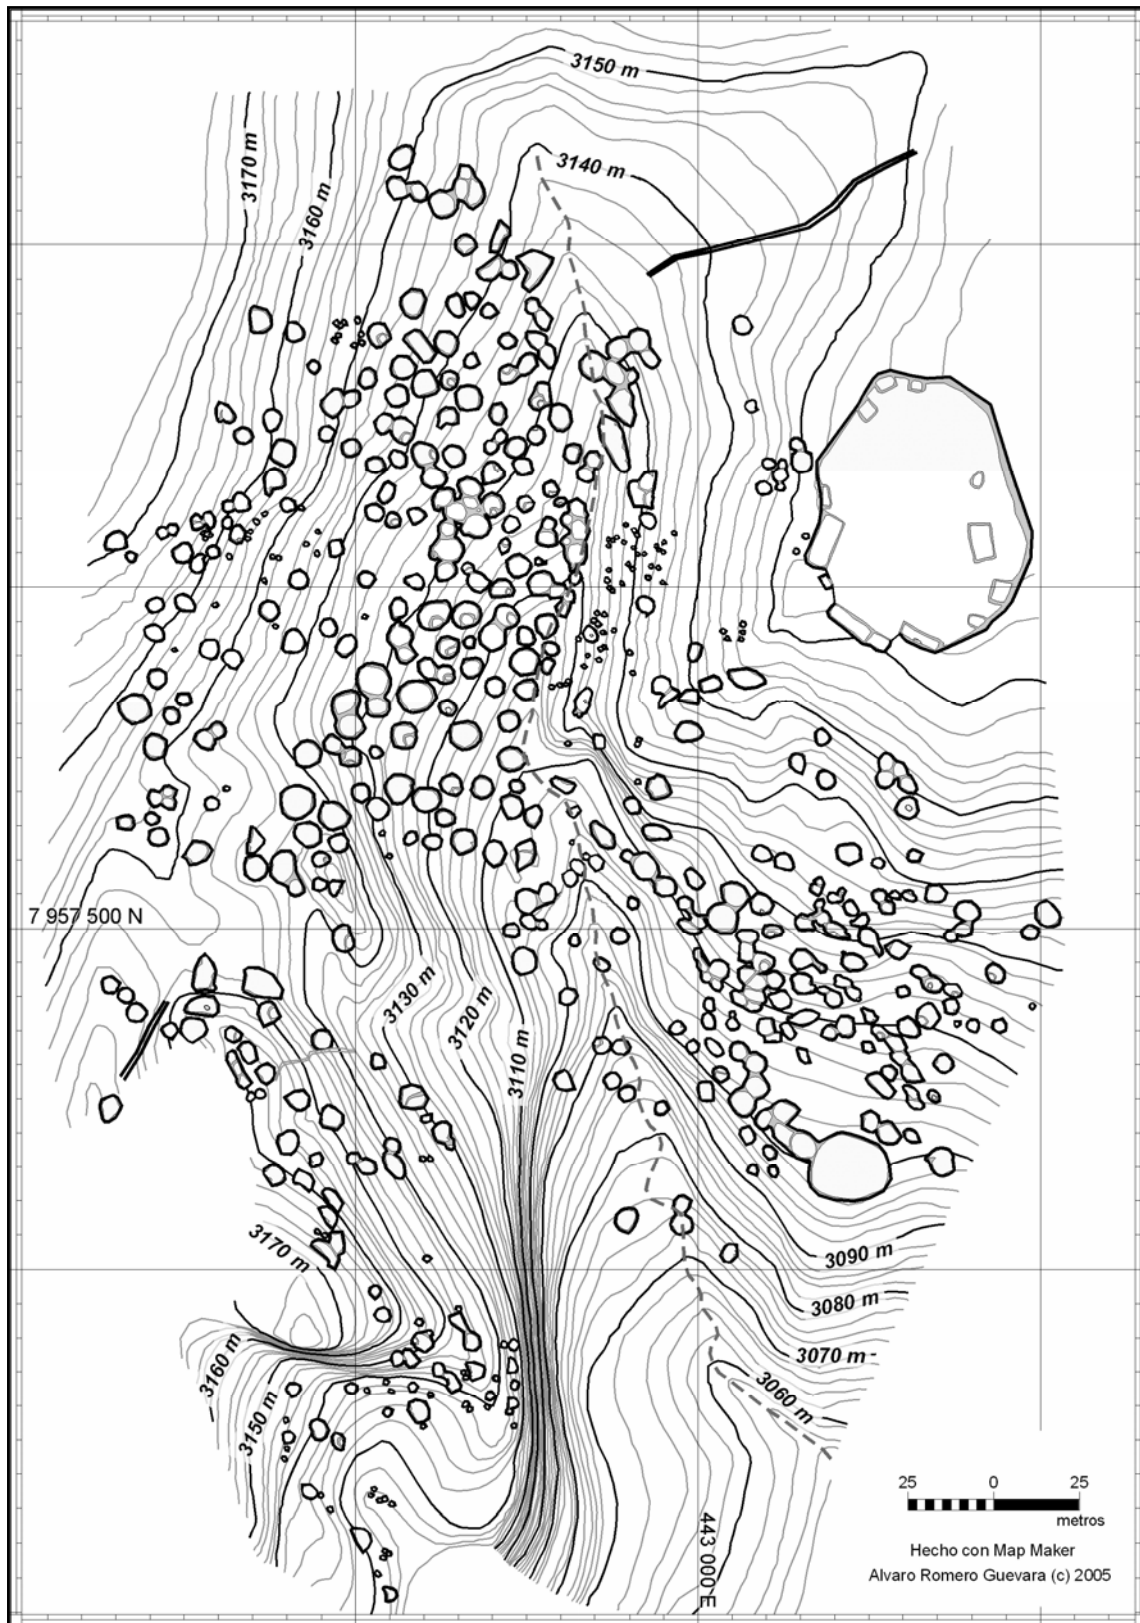 3150 m
3140 m
3170 m
3160 m
7 957 500 N
3130 m
3120 m
3110 m
3170 m
3090 m
3080 m
3070 m
3060 m
3160 m
3150 m
443 000 E
25 0 25
metros
Hecho con Map Maker
Alvaro Romero Guevara (c) 2005